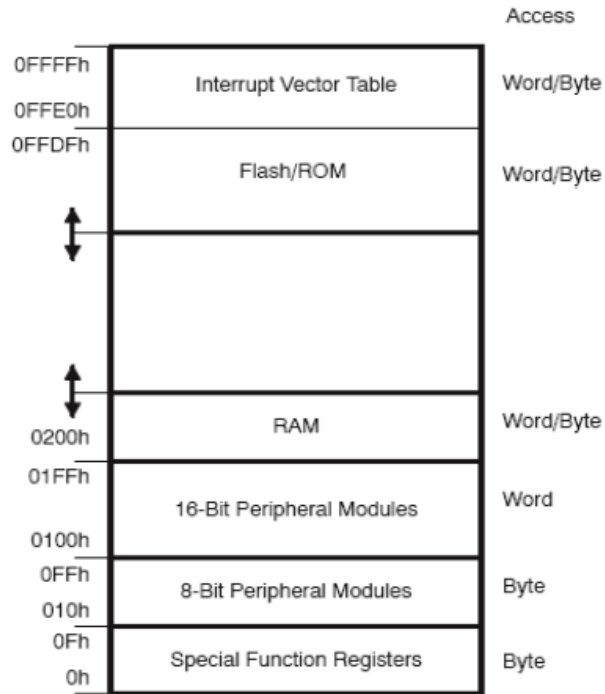 Access
0FFFFh
Interrupt Vector Table
Word/Byte
0FFE0h
0FFDFh
Flash/ROM
Word/Byte
RAM
Word/Byte
0200h
01FFh
16-Bit Peripheral Modules
Word
0100h
0FFh
8-Bit Peripheral Modules
Byte
010h
0Fh
Special Function Registers
Byte
0h